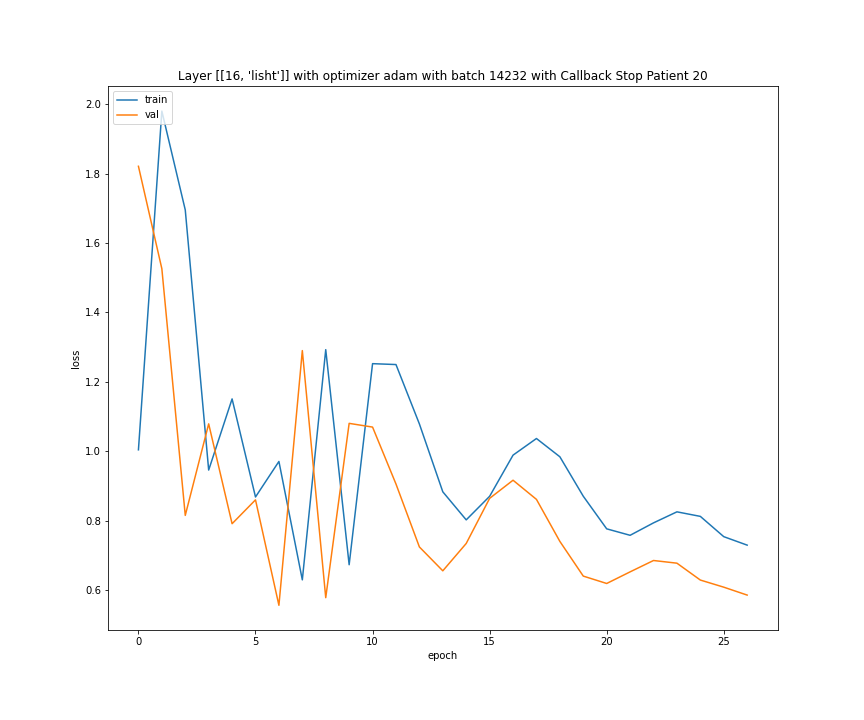 Layer [[16, 'lisht']] with optimizer adam with batch 14232 with Callback Stop Patient 20
train
val
2.0
1.8
1.6
1.4
1.2
1.0
0.8
0.6
loss
0
5
10
15
20
25
epoch